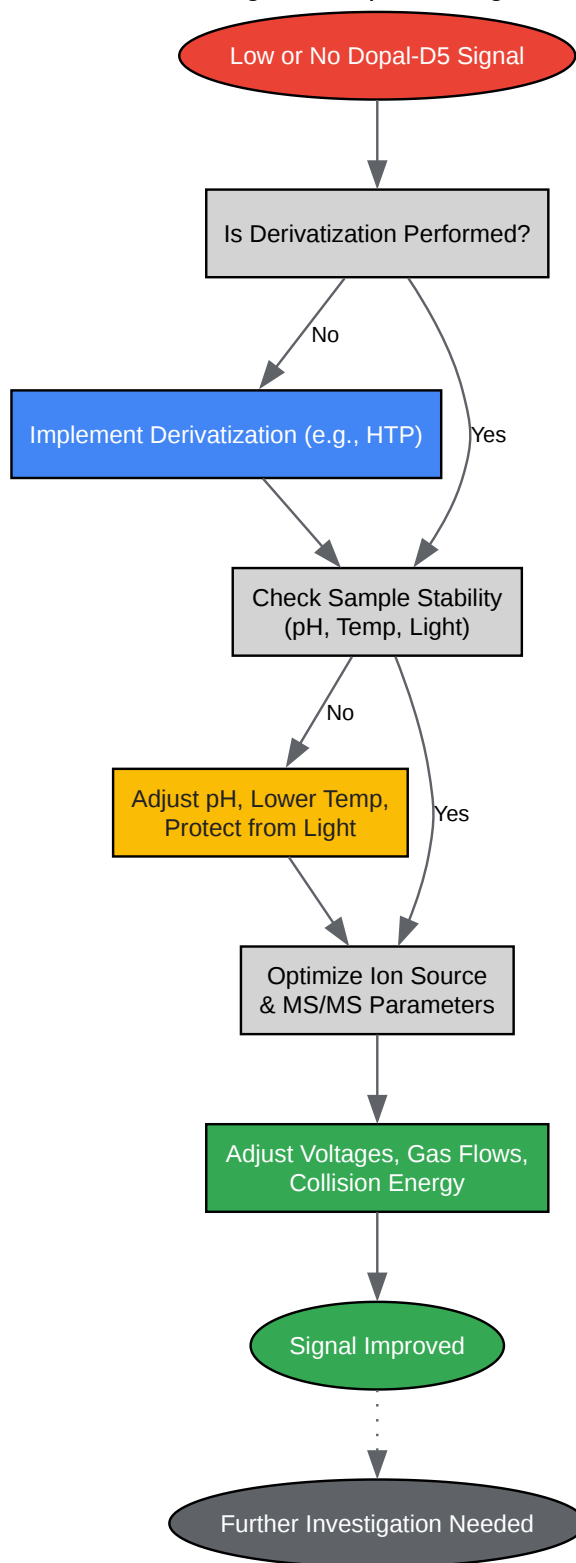 Low or No Dopal-D5 Signal
Is Derivatization Performed?
No
Implement Derivatization (e.g., HTP)
Yes
Check Sample Stability
(pH, Temp, Light)
No
Adjust pH, Lower Temp,
Protect from Light
Yes
Optimize Ion Source
& MS/MS Parameters
Adjust Voltages, Gas Flows,
Collision Energy
Signal Improved
Further Investigation Needed